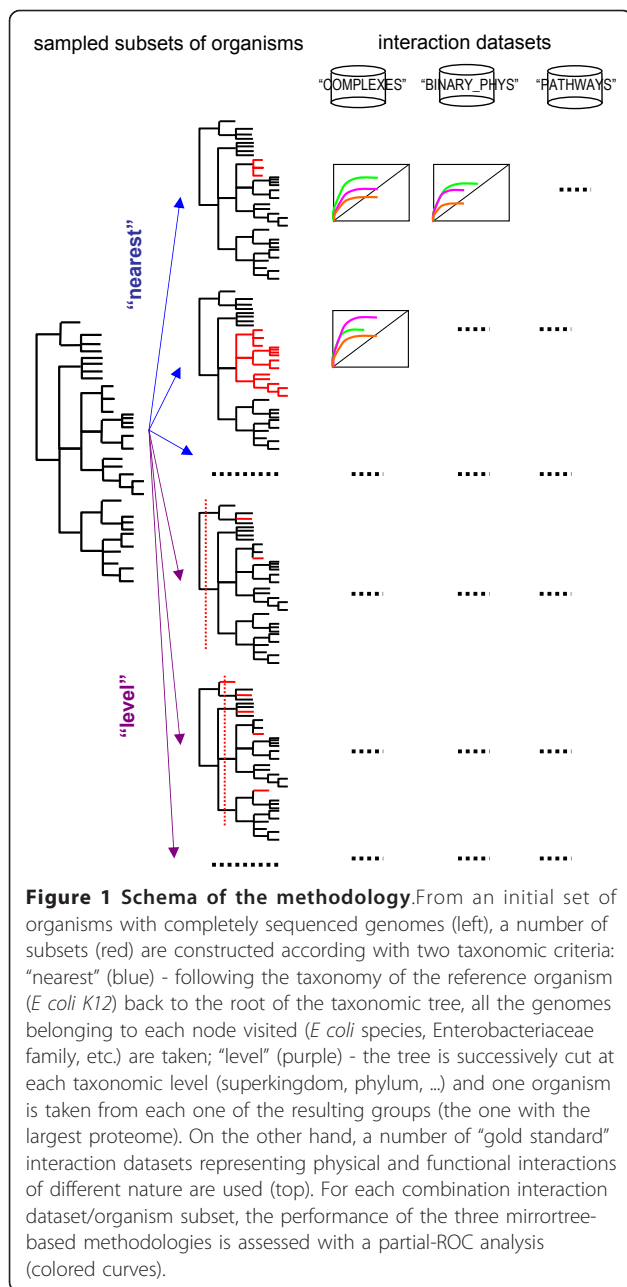 sampled subsets of organisms
interaction datasets
“COMPLEXES”
“BINARY_PHYS”
“PATHWAYS”
“nearest”
“level”
Figure 1 Schema of the methodology.From an initial set of
organisms with completely sequenced genomes (left), a number of
subsets (red) are constructed according with two taxonomic criteria:
“nearest” (blue) - following the taxonomy of the reference organism
(E coli K12) back to the root of the taxonomic tree, all the genomes
belonging to each node visited (E coli species, Enterobacteriaceae
family, etc.) are taken; “level” (purple) - the tree is successively cut at
each taxonomic level (superkingdom, phylum, ...) and one organism
is taken from each one of the resulting groups (the one with the
largest proteome). On the other hand, a number of “gold standard”
interaction datasets representing physical and functional interactions
of different nature are used (top). For each combination interaction
dataset/organism subset, the performance of the three mirrortree-
based methodologies is assessed with a partial-ROC analysis
(colored curves).